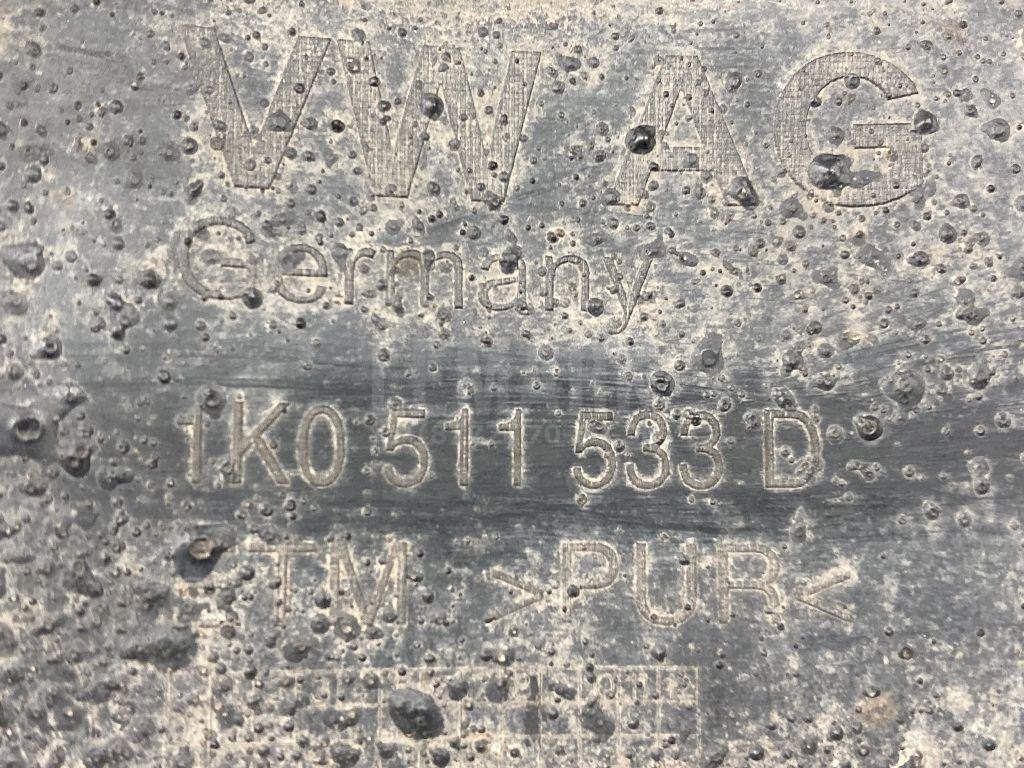 VW AG
Germany
1K0 511 533 D
TM >PUR<